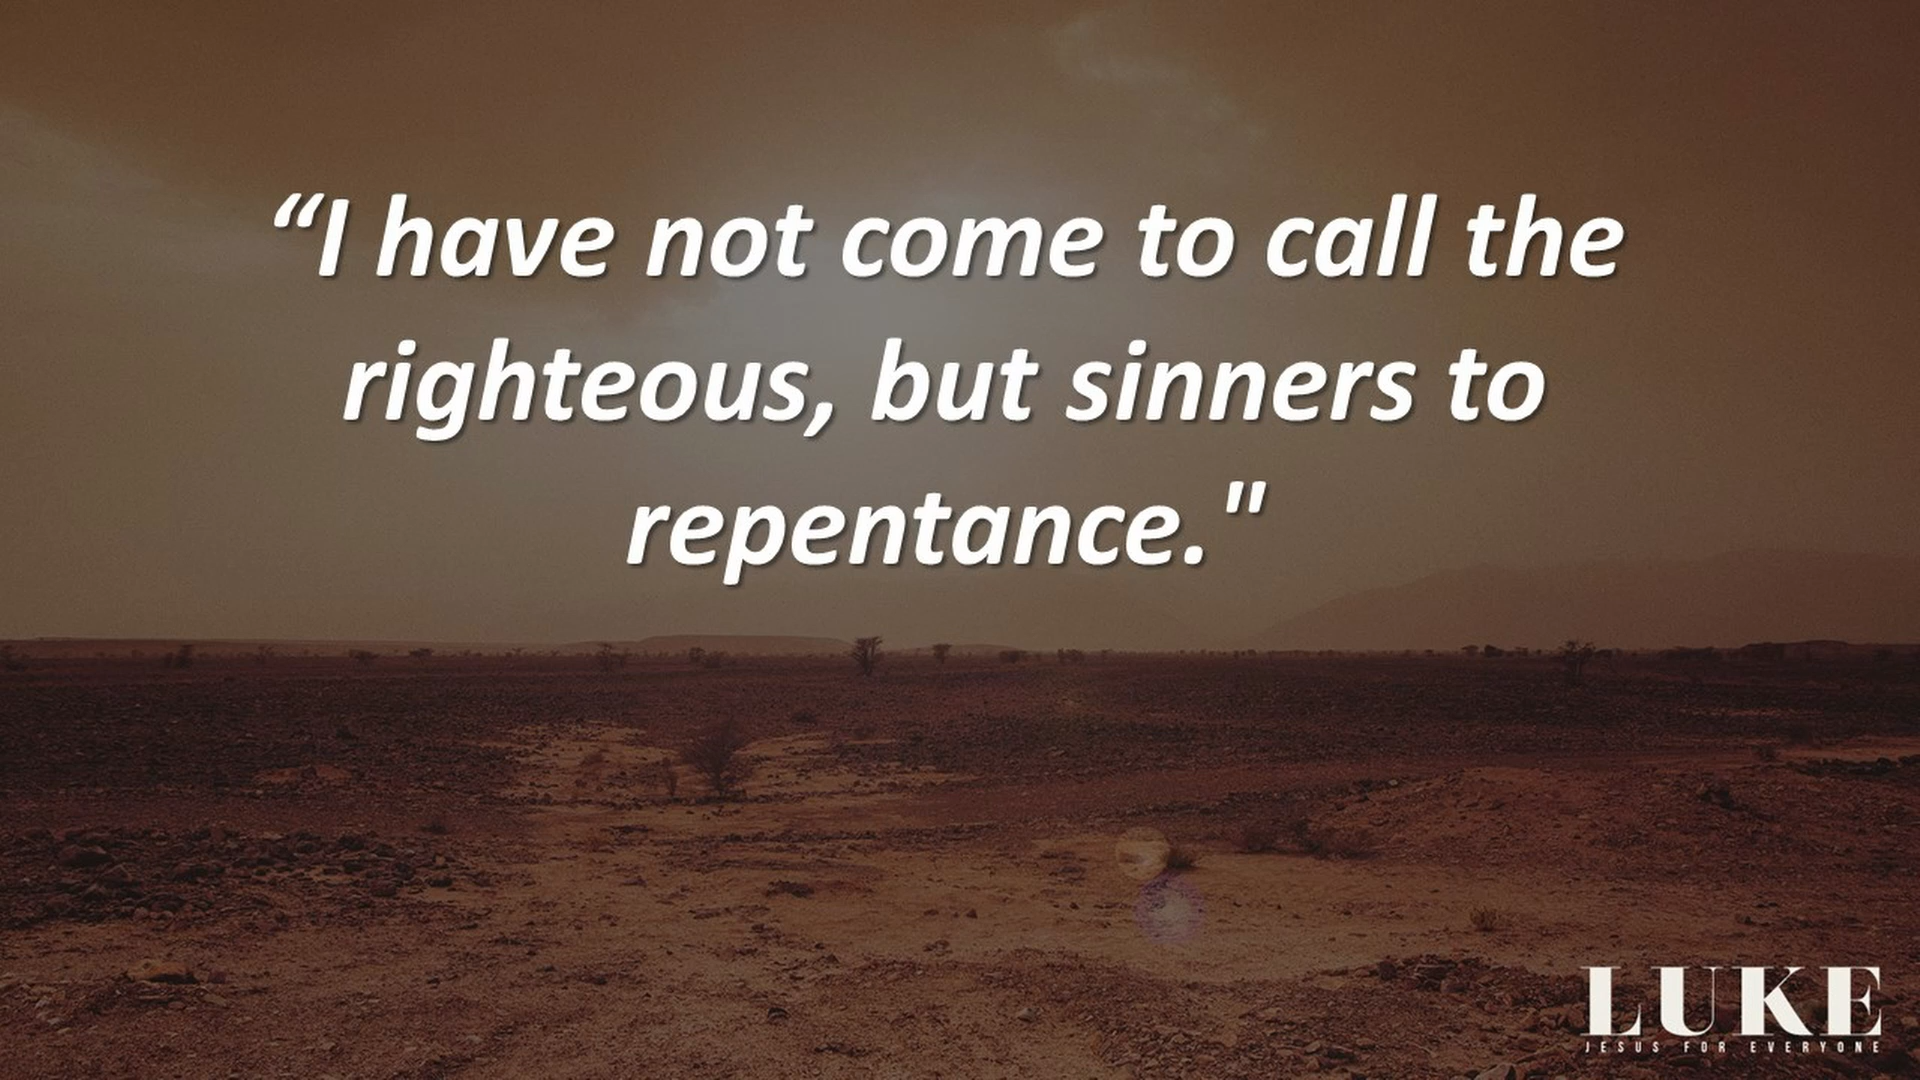 “I have not come to call the
righteous, but sinners to
repentance."
LUKE
JESUS FOR EVERYONE